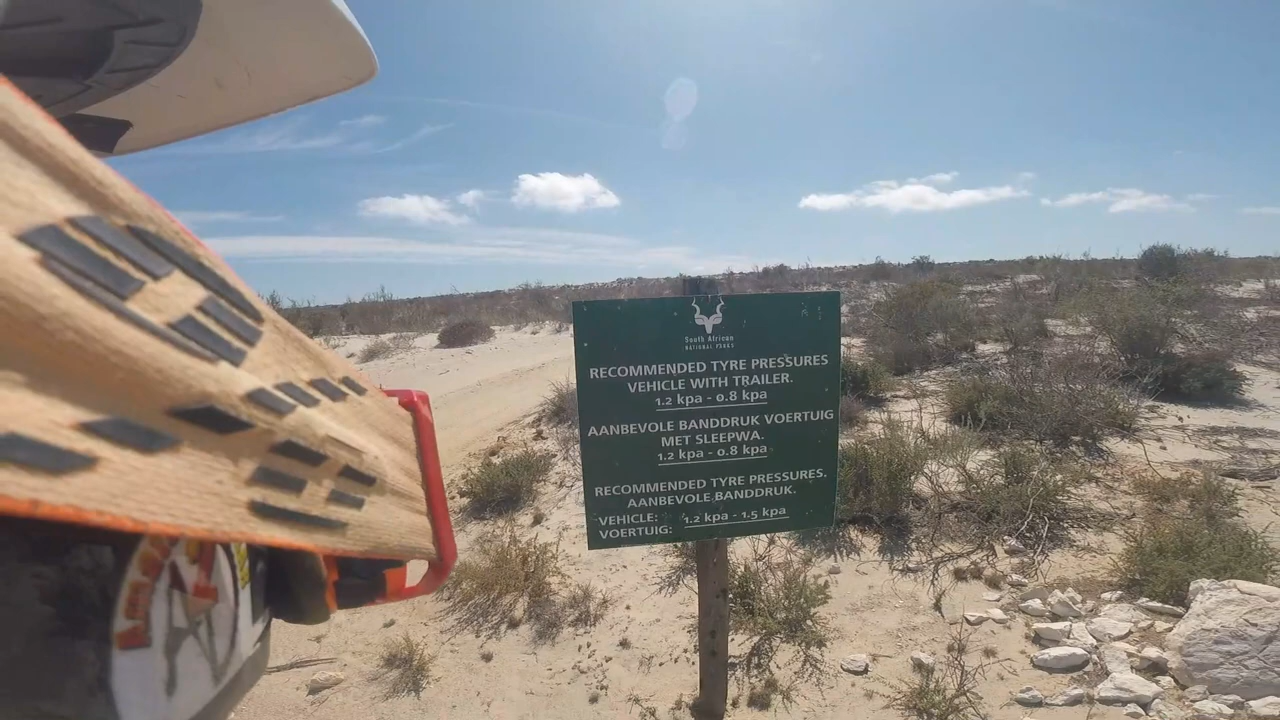 South African
NATIONAL PARKS
RECOMMENDED TYRE PRESSURES
VEHICLE WITH TRAILER.
1.2 kpa - 0.8 kpa
AANBEVOLE BANDDRUK VOERTUIG
MET SLEEPWA.
1.2 kpa - 0.8 kpa
RECOMMENDED TYRE PRESSURES.
AANBEVOLE BANDDRUK.
VEHICLE: 1.2 kpa - 1.5 kpa
VOERTUIG: